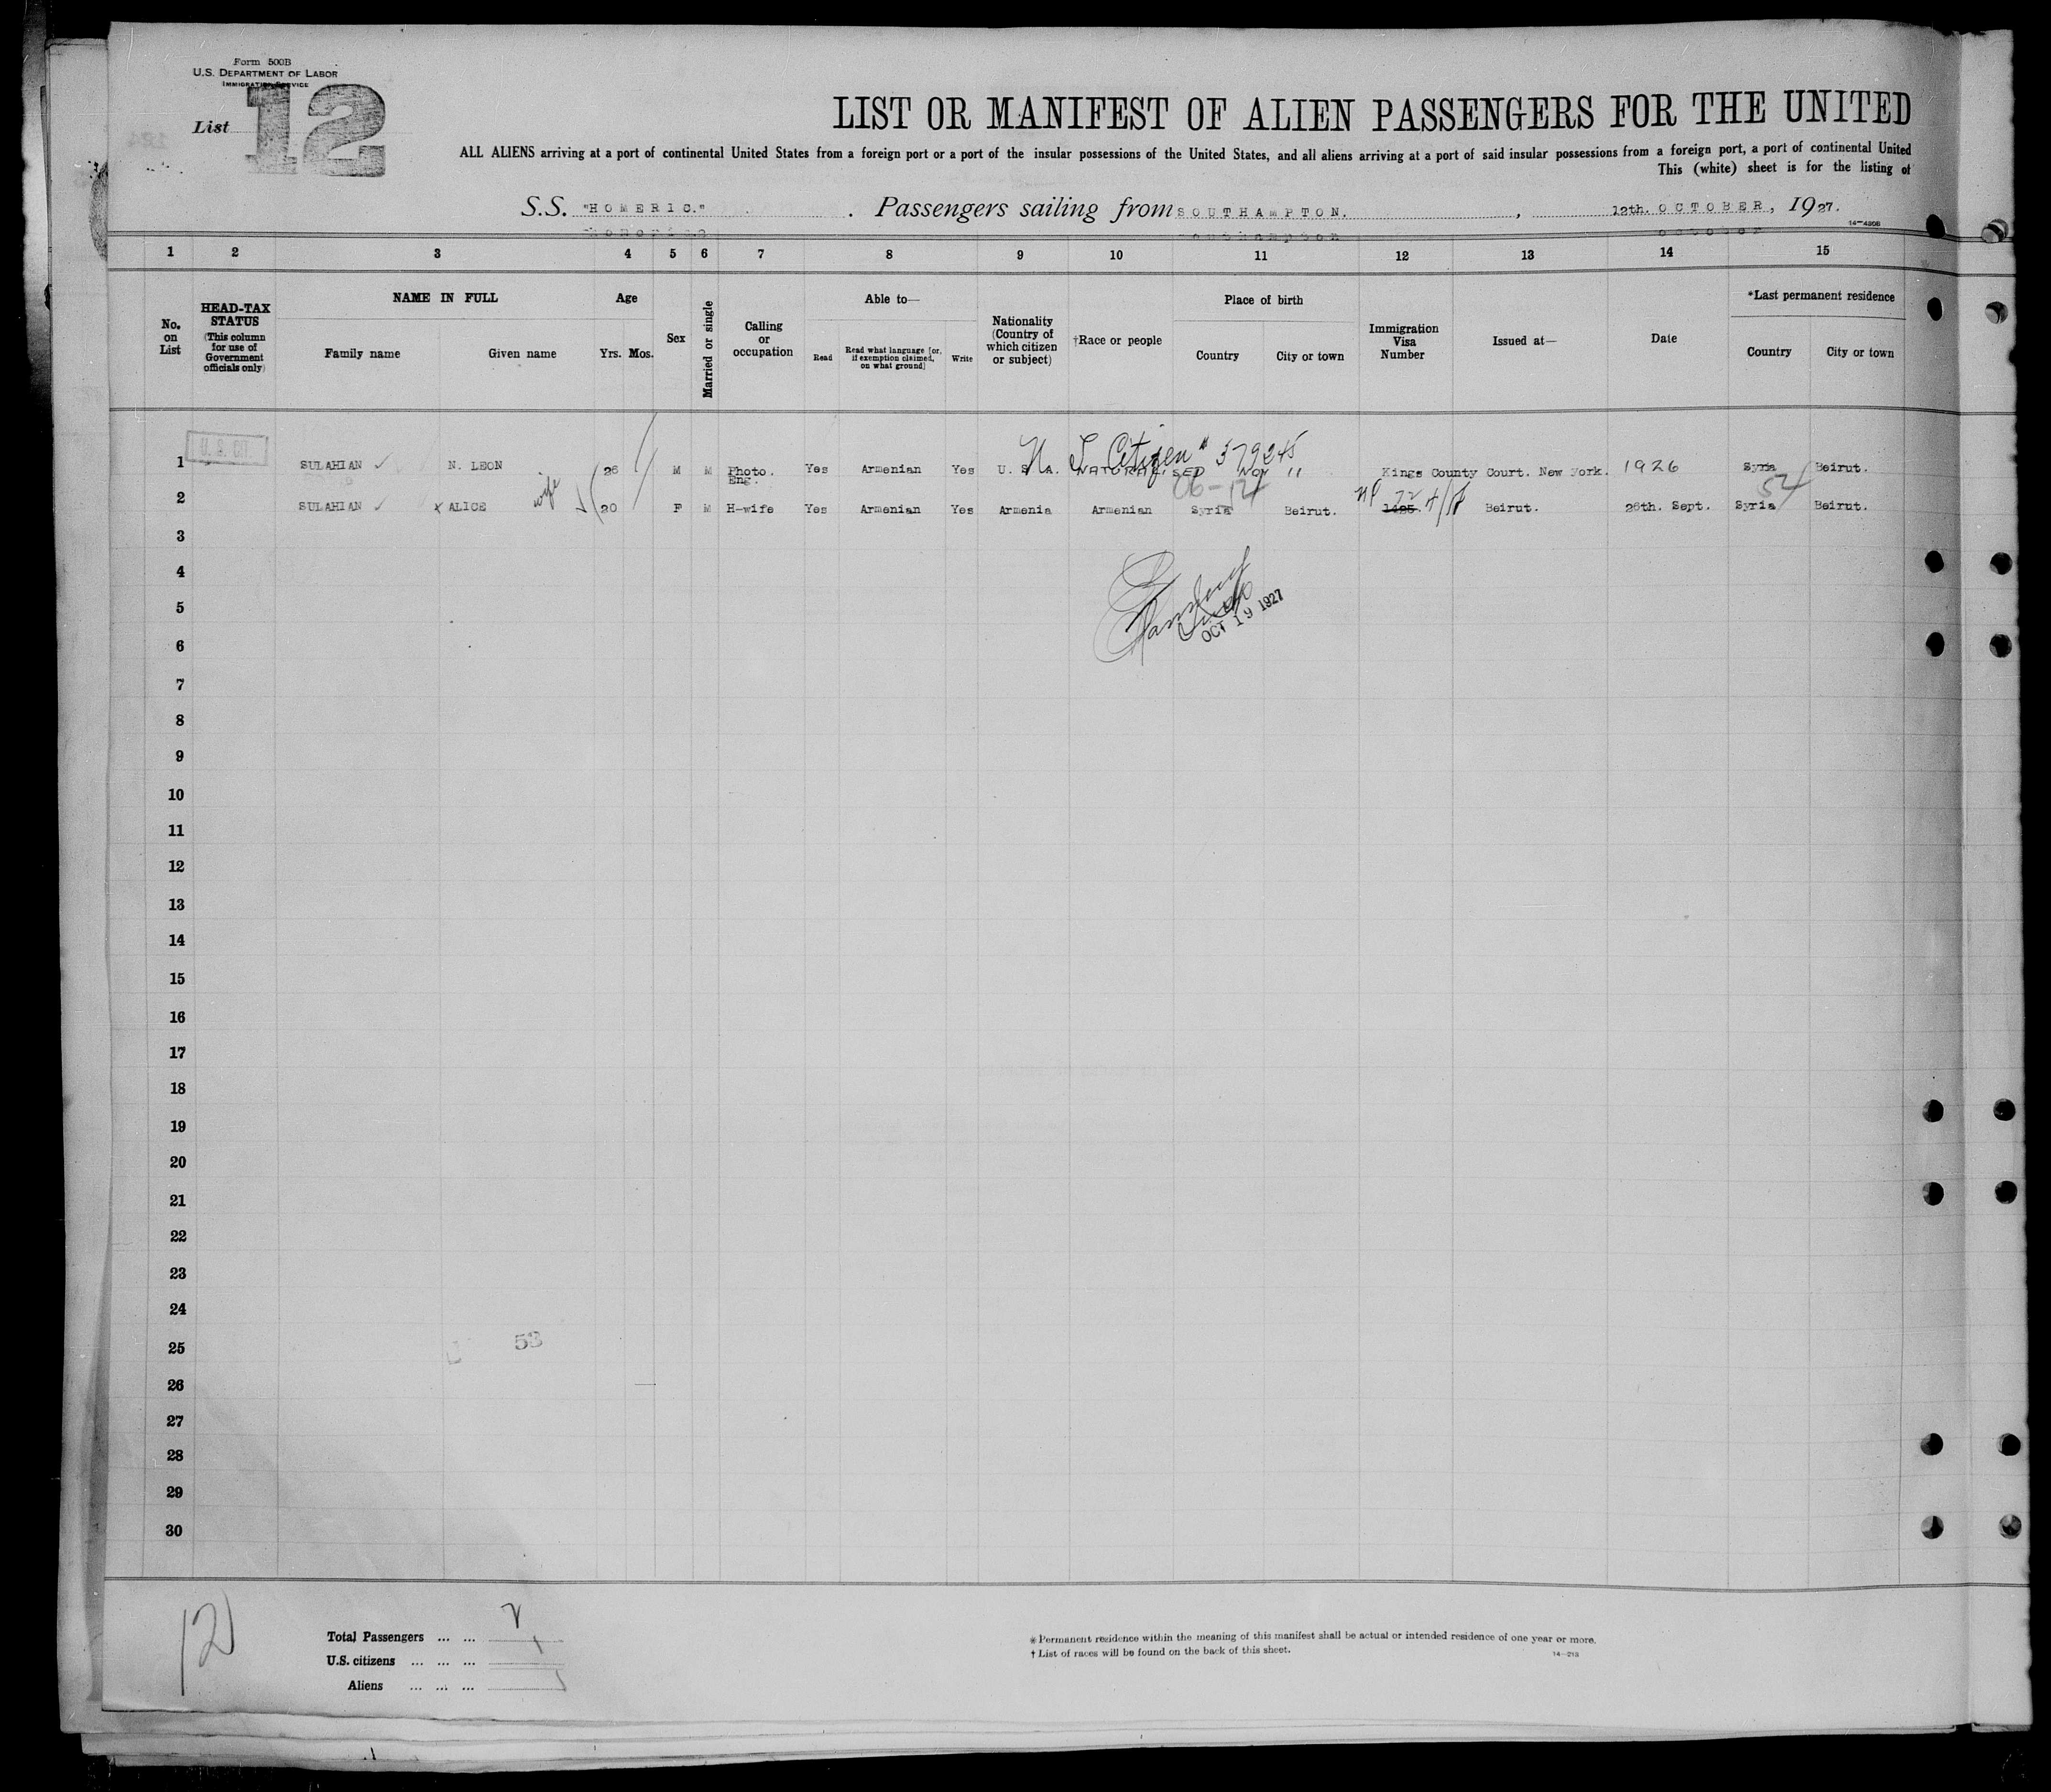 Form 500B
U.S. DEPARTMENT OF LABOR
IMMIGRATION SERVICE
List 12
LIST OR MANIFEST OF ALIEN PASSENGERS FOR THE UNITED
ALL ALIENS arriving at a port of continental United States from a foreign port or a port of the insular possessions of the United States, and all aliens arriving at a port of said insular possessions from a foreign port, a port of continental United
This (white) sheet is for the listing of
S.S. "HOMERIC." Passengers sailing from SOUTHAMPTON, 12th. OCTOBER, 1927.
14-4906
1 2 3 4 5 6 7 8 9 10 11 12 13 14 15
No. on List
HEAD-TAX STATUS
(This column for use of Government officials only)
NAME IN FULL
Family name Given name
Age
Yrs. Mos.
Sex
Married or single
Calling or occupation
Able to—
Read
Read what language [or, if exemption claimed, on what ground]
Write
Nationality (Country of which citizen or subject)
†Race or people
Place of birth
Country City or town
Immigration Visa Number
Issued at—
Date
*Last permanent residence
Country City or town
U. S. CIT.
U S Citizen # 379245
1 SULAHIAN N. LEON 26 M M Photo. Eng. Yes Armenian Yes U. S. A. NATURALISED NOV " Kings County Court. New York. 1926 Syria Beirut.
wife
2 SULAHIAN x ALICE 20 F M H-wife Yes Armenian Yes Armenia Armenian Syria Beirut. 1425. Beirut. 26th. Sept. Syria Beirut.
3
4
5
OCT 19 1927
6
7
8
9
10
11
12
13
14
15
16
17
18
19
20
21
22
23
24
25
53
26
27
28
29
30
12
Total Passengers ... ... 2
U.S. citizens ... ... ... 1
Aliens ... ... ... 1
* Permanent residence within the meaning of this manifest shall be actual or intended residence of one year or more.
† List of races will be found on the back of this sheet.
14-213